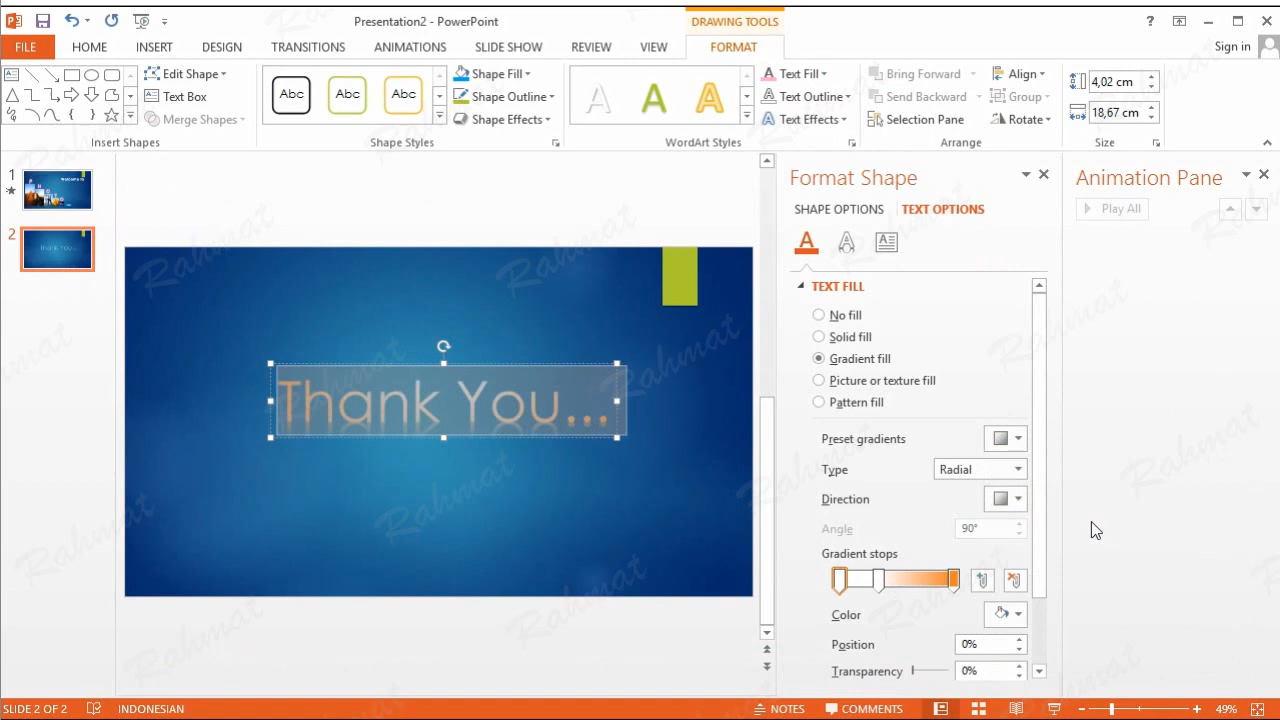 Presentation2 - PowerPoint
DRAWING TOOLS
?
FILE
HOME
INSERT
DESIGN
TRANSITIONS
ANIMATIONS
SLIDE SHOW
REVIEW
VIEW
FORMAT
Sign in
Edit Shape
Text Box
Merge Shapes
Insert Shapes
Abc
Abc
Abc
Shape Fill
Shape Outline
Shape Effects
Shape Styles
A
A
A
Text Fill
Text Outline
Text Effects
WordArt Styles
Bring Forward
Send Backward
Selection Pane
Align
Group
Rotate
Arrange
4,02 cm
18,67 cm
Size
1
2
Thank You...
Thank You...
Format Shape
SHAPE OPTIONS
TEXT OPTIONS
TEXT FILL
No fill
Solid fill
Gradient fill
Picture or texture fill
Pattern fill
Preset gradients
Type
Radial
Direction
Angle
90°
Gradient stops
Color
Position
0%
Transparency
0%
Animation Pane
Play All
SLIDE 2 OF 2
INDONESIAN
NOTES
COMMENTS
49%
Rahmat